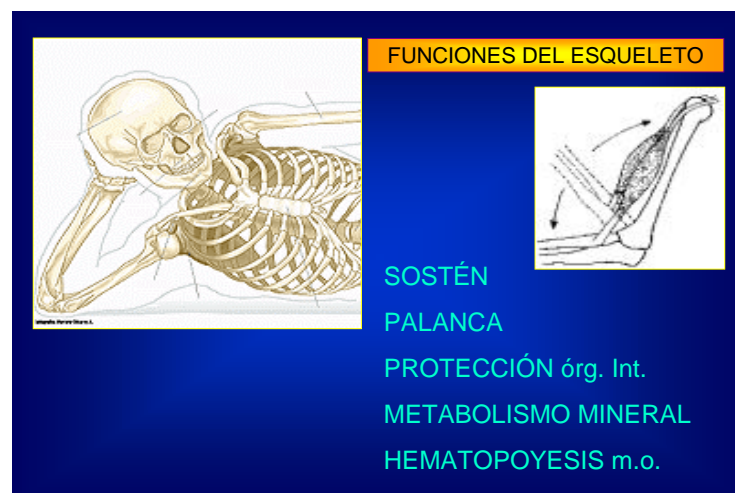 FUNCIONES DEL ESQUELETO
SOSTÉN
PALANCA
PROTECCIÓN órg. Int.
METABOLISMO MINERAL
HEMATOPOYESIS m.o.